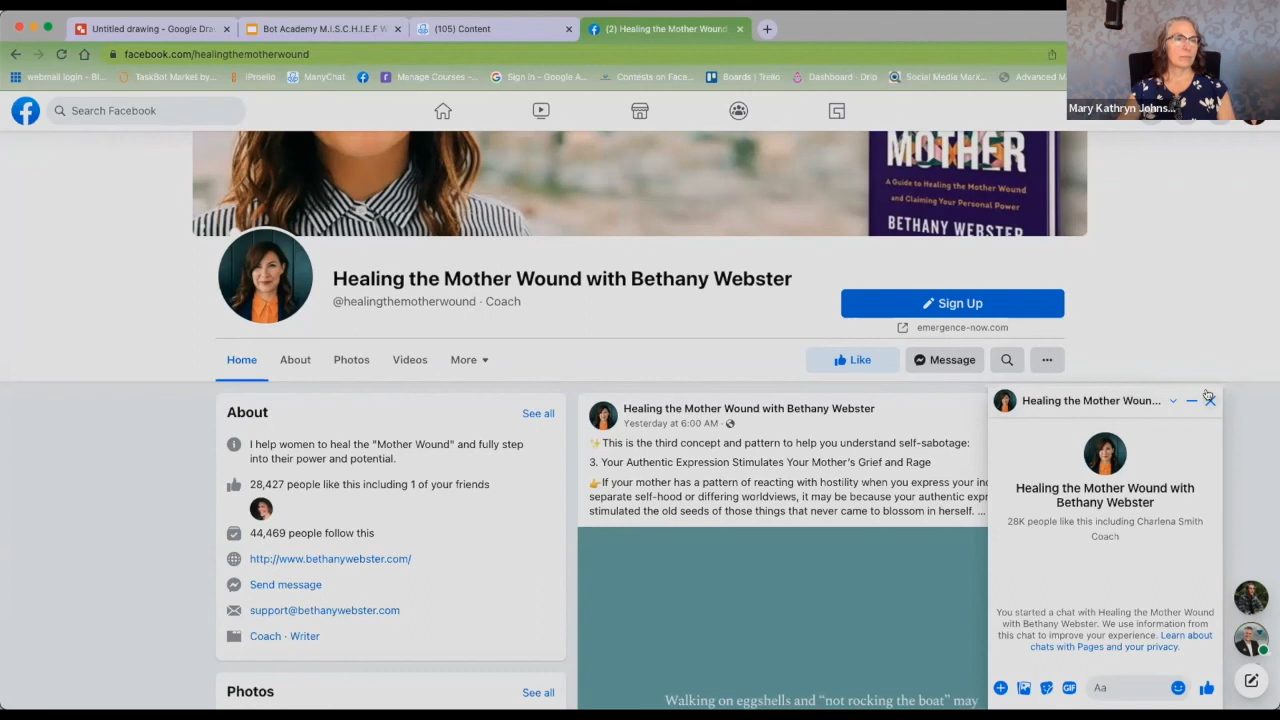 Untitled drawing - Google Dra
Bot Academy M.I.S.C.H.I.E.F W
(105) Content
(2) Healing the Mother Wound
facebook.com/healingthemotherwound
webmail login - Bl...
TaskBot Market by...
iProelio
ManyChat
Manage Courses -...
Sign in – Google A...
Contests on Face...
Boards | Trello
Dashboard · Drip
Social Media Mark...
Advanced M
Mary Kathryn Johns...
Search Facebook
MOTHER
A Guide to Healing the Mother Wound
and Claiming Your Personal Power
BETHANY WEBSTER
Healing the Mother Wound with Bethany Webster
@healingthemotherwound · Coach
Sign Up
emergence-now.com
Home
About
Photos
Videos
More
Like
Message
About
See all
I help women to heal the "Mother Wound" and fully step
into their power and potential.
28,427 people like this including 1 of your friends
44,469 people follow this
http://www.bethanywebster.com/
Send message
support@bethanywebster.com
Coach · Writer
Photos
See all
Healing the Mother Wound with Bethany Webster
Yesterday at 6:00 AM ·
This is the third concept and pattern to help you understand self-sabotage:
3. Your Authentic Expression Stimulates Your Mother's Grief and Rage
If your mother has a pattern of reacting with hostility when you express your
separate self-hood or differing worldviews, it may be because your authentic
stimulated the old seeds of those things that never came to blossom in herself. ...
Walking on eggshells and “not rocking the boat” may
Healing the Mother Woun...
Healing the Mother Wound with
Bethany Webster
28K people like this including Charlena Smith
Coach
You started a chat with Healing the Mother Wound
with Bethany Webster. We use information from
this chat to improve your experience. Learn about
chats with Pages and your privacy.
GIF
Aa